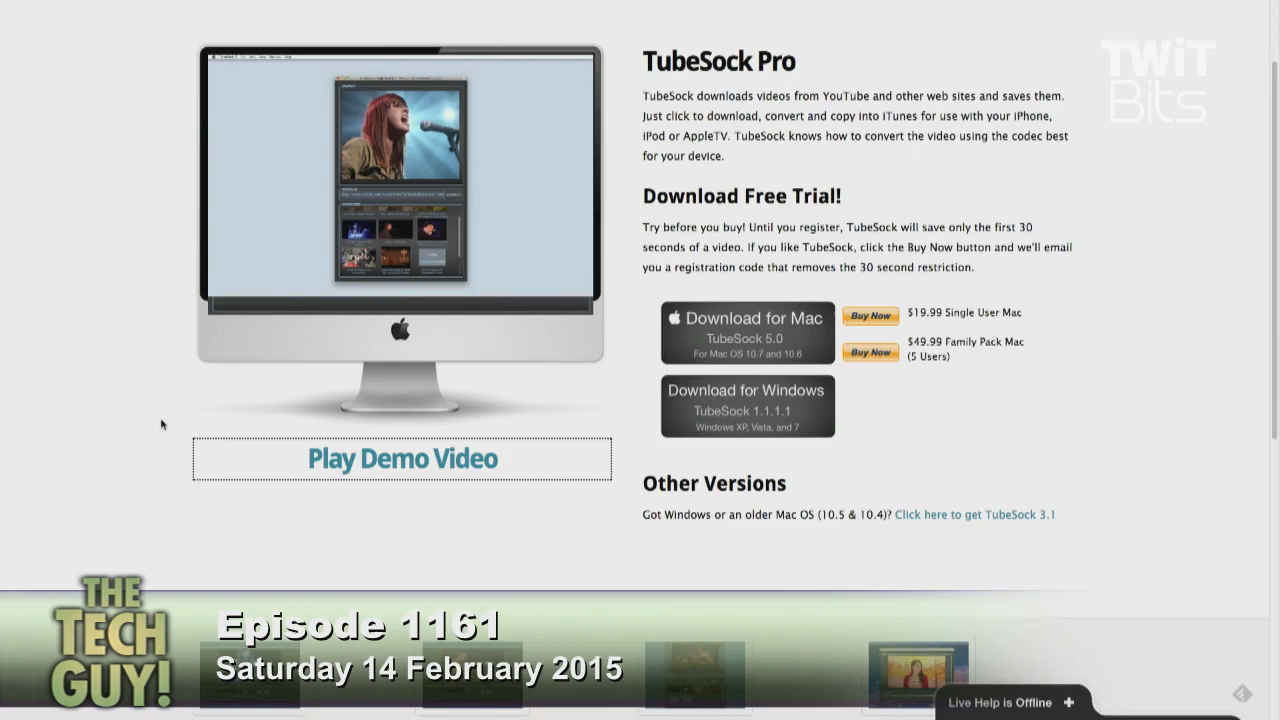 TWiT
Bits
TubeSock Pro
TubeSock downloads videos from YouTube and other web sites and saves them.
Just click to download, convert and copy into iTunes for use with your iPhone,
iPod or AppleTV. TubeSock knows how to convert the video using the codec best
for your device.
Download Free Trial!
Try before you buy! Until you register, TubeSock will save only the first 30
seconds of a video. If you like TubeSock, click the Buy Now button and we'll email
you a registration code that removes the 30 second restriction.
Download for Mac
TubeSock 5.0
For Mac OS 10.7 and 10.6
Buy Now
$19.99 Single User Mac
Buy Now
$49.99 Family Pack Mac
(5 Users)
Download for Windows
TubeSock 1.1.1.1
Windows XP, Vista, and 7
Play Demo Video
Other Versions
Got Windows or an older Mac OS (10.5 & 10.4)? Click here to get TubeSock 3.1
THE
TECH
GUY!
Episode 1161
Saturday 14 February 2015
Live Help is Offline +